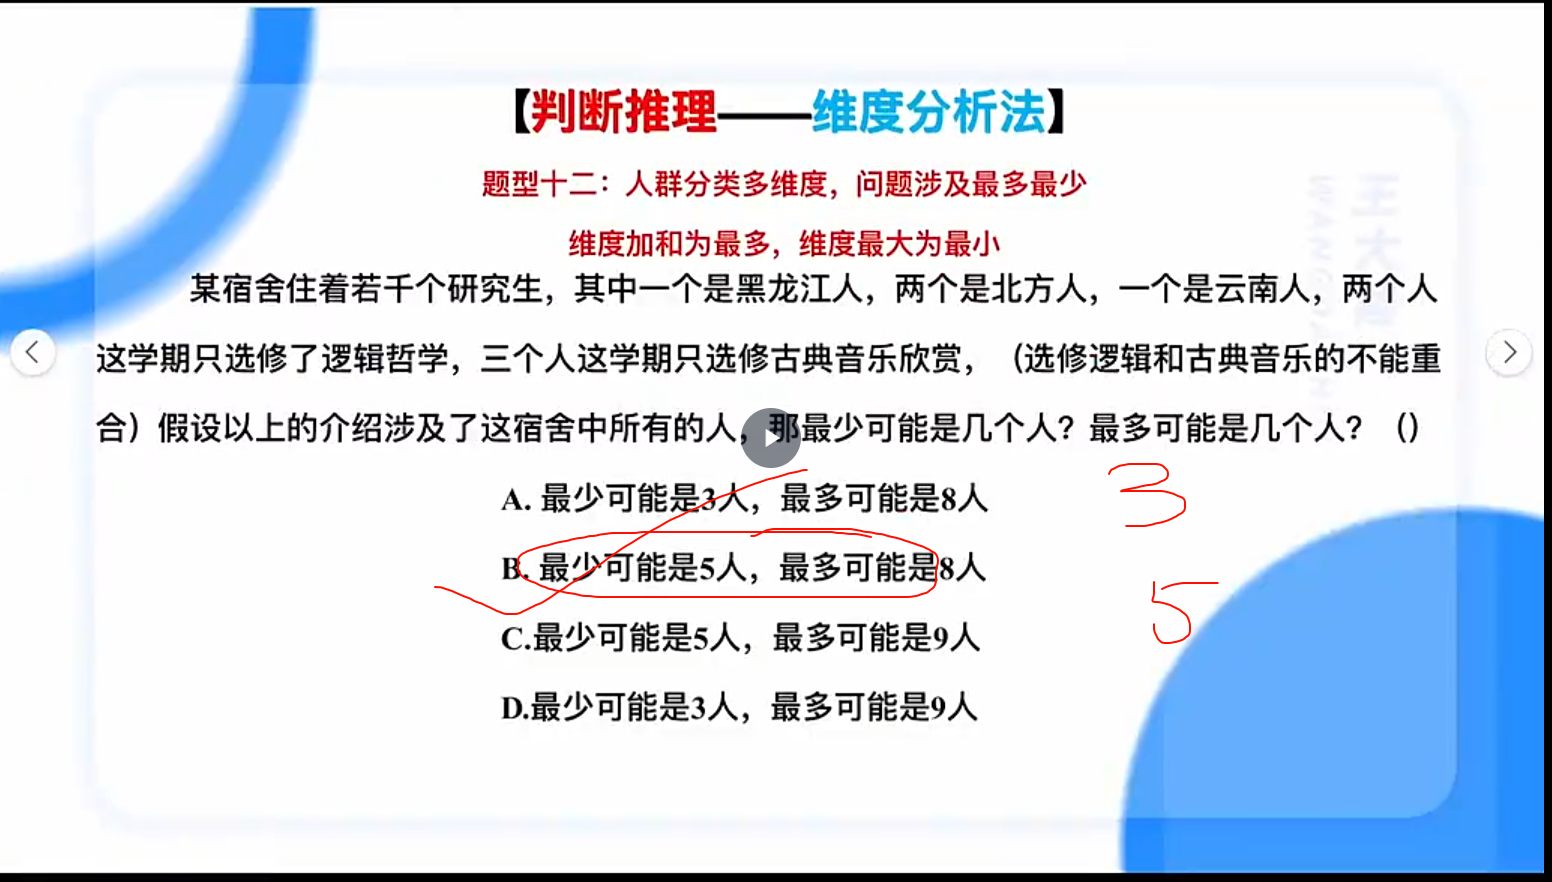 【判断推理——维度分析法】
题型十二：人群分类多维度，问题涉及最多最少
维度加和为最多，维度最大为最小
某宿舍住着若干个研究生，其中一个是黑龙江人，两个是北方人，一个是云南人，两个人
这学期只选修了逻辑哲学，三个人这学期只选修古典音乐欣赏，（选修逻辑和古典音乐的不能重
合）假设以上的介绍涉及了这宿舍中所有的人，那最少可能是几个人？最多可能是几个人？（）
A. 最少可能是3人，最多可能是8人
B. 最少可能是5人，最多可能是8人
C.最少可能是5人，最多可能是9人
D.最少可能是3人，最多可能是9人
3
5